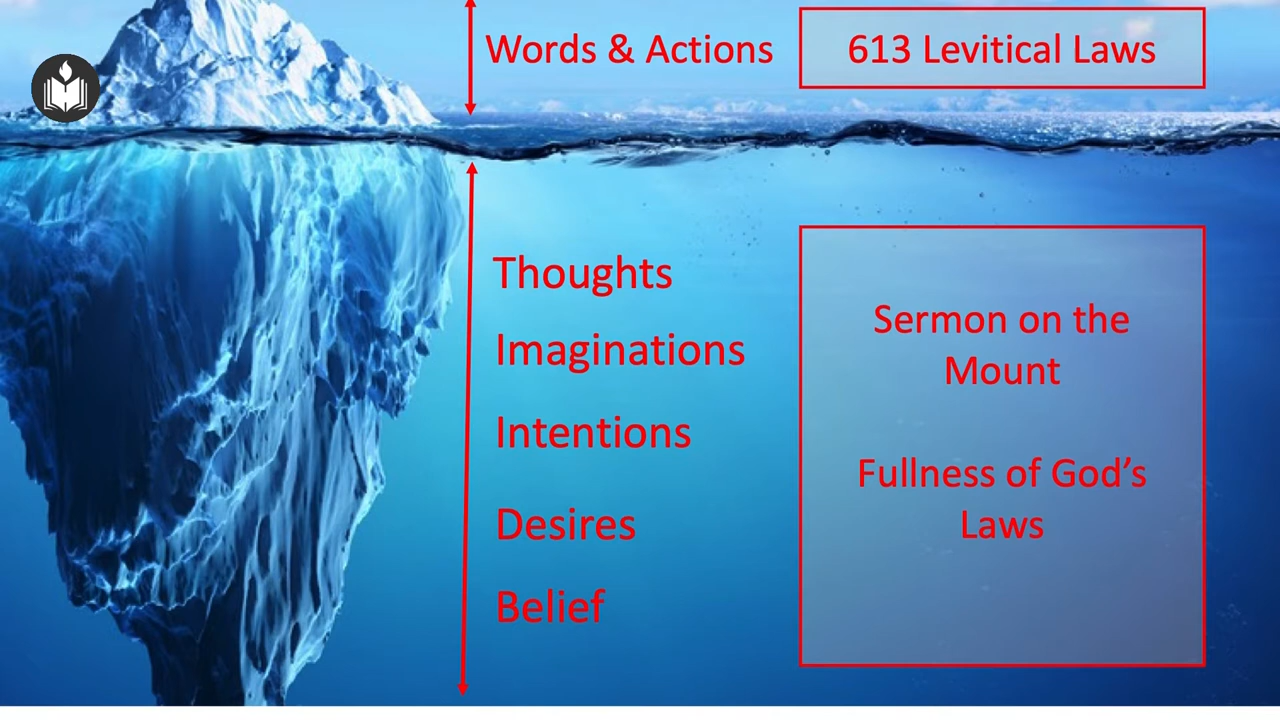 Words & Actions
613 Levitical Laws
Thoughts
Imaginations
Intentions
Desires
Belief
Sermon on the
Mount
Fullness of God’s
Laws